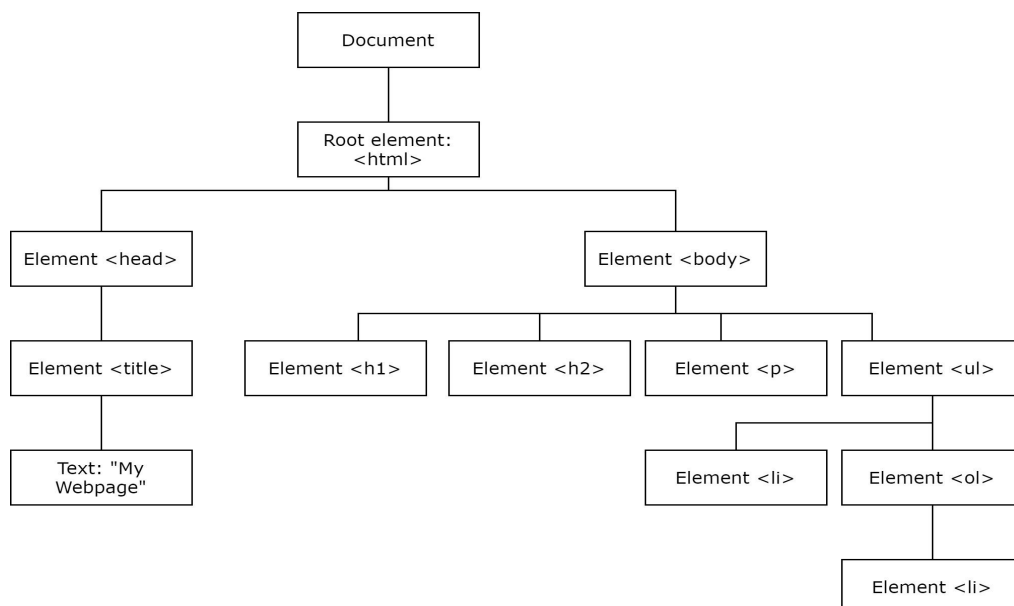 Document
Root element:
<html>
Element <head>
Element <body>
Element <title>
Element <h1>
Element <h2>
Element <p>
Element <ul>
Text: "My
Webpage"
Element <li>
Element <ol>
Element <li>